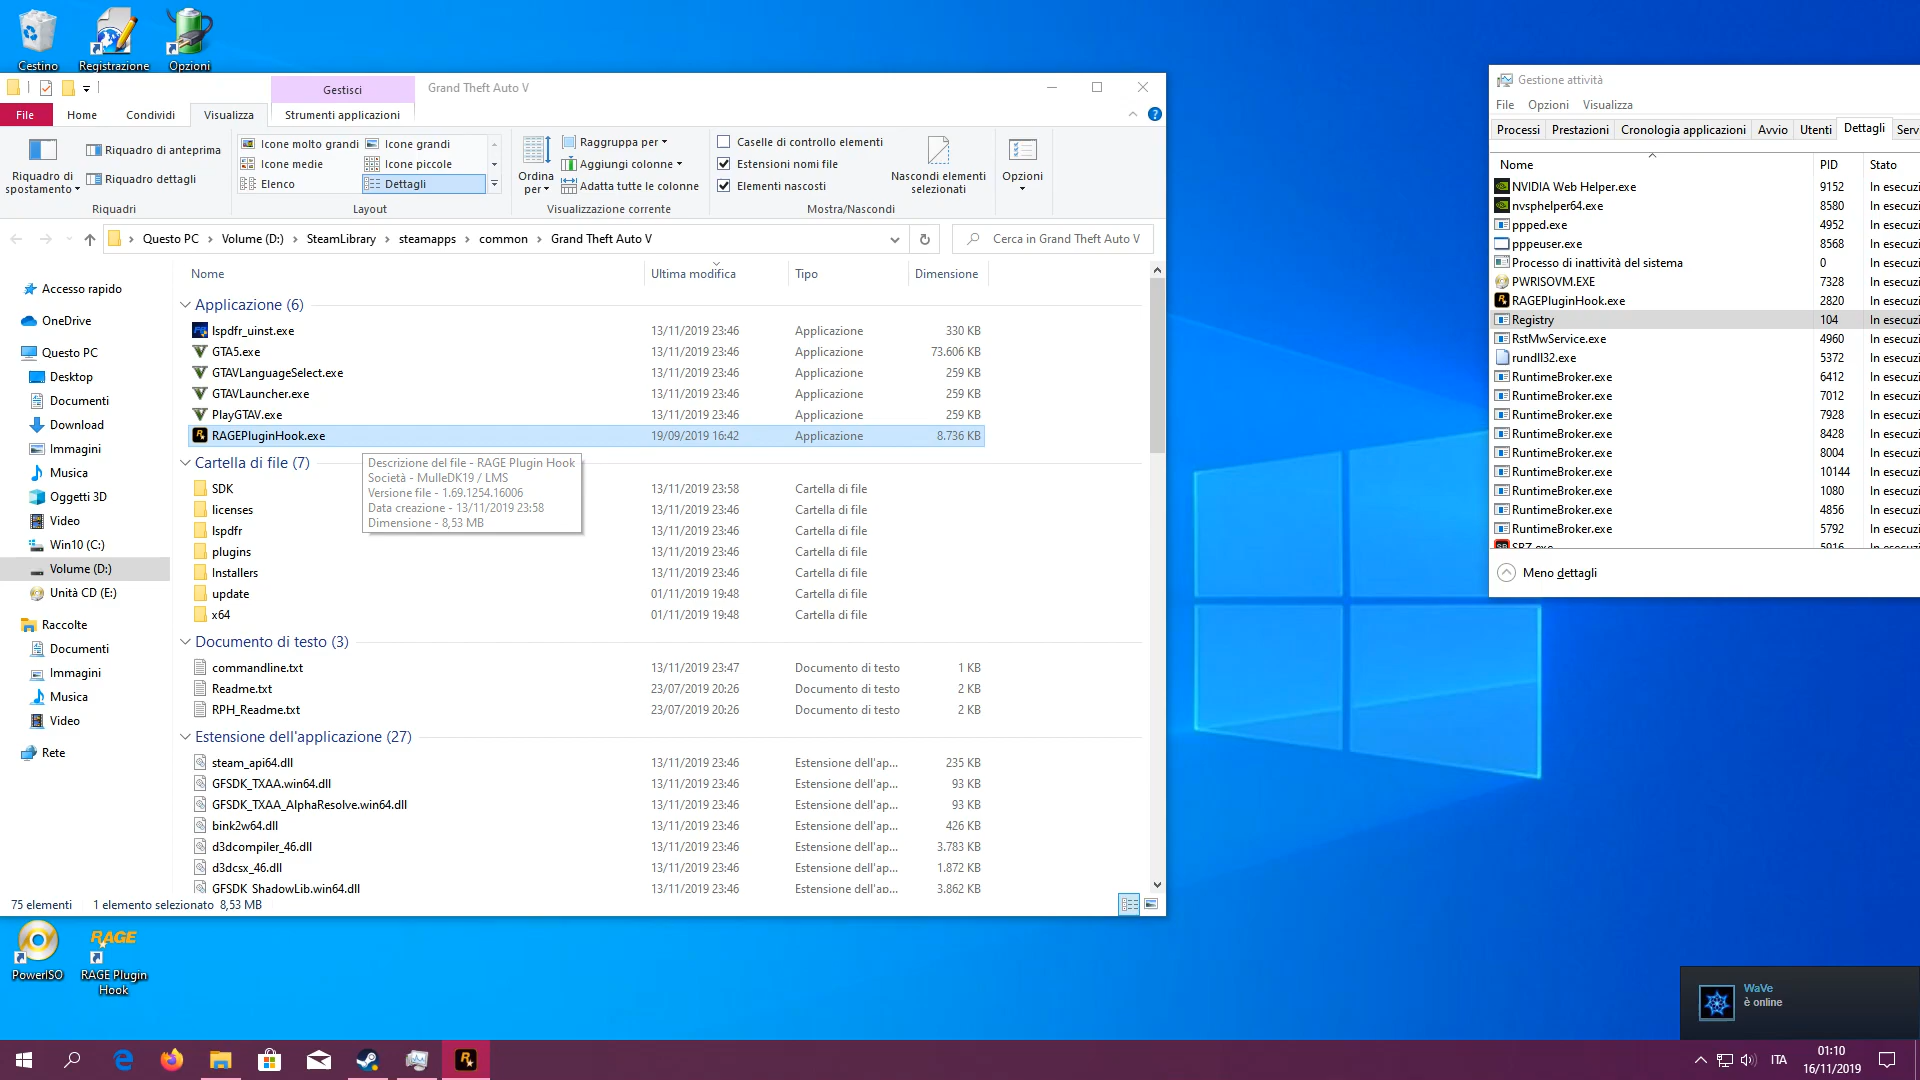 Cestino
Registrazione
Opzioni
Gestisci
Grand Theft Auto V
File
Home
Condividi
Visualizza
Strumenti applicazioni
Riquadro di spostamento
Riquadro di anteprima
Riquadro dettagli
Riquadri
Icone molto grandi
Icone grandi
Icone medie
Icone piccole
Elenco
Dettagli
Layout
Ordina per
Raggruppa per
Aggiungi colonne
Adatta tutte le colonne
Visualizzazione corrente
Caselle di controllo elementi
Estensioni nomi file
Elementi nascosti
Nascondi elementi selezionati
Mostra/Nascondi
Opzioni
Questo PC > Volume (D:) > SteamLibrary > steamapps > common > Grand Theft Auto V
Cerca in Grand Theft Auto V
Accesso rapido
OneDrive
Questo PC
Desktop
Documenti
Download
Immagini
Musica
Oggetti 3D
Video
Win10 (C:)
Volume (D:)
Unità CD (E:)
Raccolte
Documenti
Immagini
Musica
Video
Rete
Nome Ultima modifica Tipo Dimensione
Applicazione (6)
lspdfr_uinst.exe 13/11/2019 23:46 Applicazione 330 KB
GTA5.exe 13/11/2019 23:46 Applicazione 73.606 KB
GTAVLanguageSelect.exe 13/11/2019 23:46 Applicazione 259 KB
GTAVLauncher.exe 13/11/2019 23:46 Applicazione 259 KB
PlayGTAV.exe 13/11/2019 23:46 Applicazione 259 KB
RAGEPluginHook.exe 19/09/2019 16:42 Applicazione 8.736 KB
Cartella di file (7)
Descrizione del file - RAGE Plugin Hook
Società - MulleDK19 / LMS
Versione file - 1.69.1254.16006
Data creazione - 13/11/2019 23:58
Dimensione - 8,53 MB
SDK 13/11/2019 23:58 Cartella di file
licenses 13/11/2019 23:46 Cartella di file
lspdfr 13/11/2019 23:46 Cartella di file
plugins 13/11/2019 23:46 Cartella di file
Installers 13/11/2019 23:46 Cartella di file
update 01/11/2019 19:48 Cartella di file
x64 01/11/2019 19:48 Cartella di file
Documento di testo (3)
commandline.txt 13/11/2019 23:47 Documento di testo 1 KB
Readme.txt 23/07/2019 20:26 Documento di testo 2 KB
RPH_Readme.txt 23/07/2019 20:26 Documento di testo 2 KB
Estensione dell'applicazione (27)
steam_api64.dll 13/11/2019 23:46 Estensione dell'ap... 235 KB
GFSDK_TXAA.win64.dll 13/11/2019 23:46 Estensione dell'ap... 93 KB
GFSDK_TXAA_AlphaResolve.win64.dll 13/11/2019 23:46 Estensione dell'ap... 93 KB
bink2w64.dll 13/11/2019 23:46 Estensione dell'ap... 426 KB
d3dcompiler_46.dll 13/11/2019 23:46 Estensione dell'ap... 3.783 KB
d3dcsx_46.dll 13/11/2019 23:46 Estensione dell'ap... 1.872 KB
GFSDK_ShadowLib.win64.dll 13/11/2019 23:46 Estensione dell'ap... 3.862 KB
75 elementi 1 elemento selezionato 8,53 MB
Gestione attività
File Opzioni Visualizza
Processi Prestazioni Cronologia applicazioni Avvio Utenti Dettagli Serv
Nome PID Stato
NVIDIA Web Helper.exe 9152 In esecuzi
nvsphelper64.exe 8580 In esecuzi
ppped.exe 4952 In esecuzi
pppeuser.exe 8568 In esecuzi
Processo di inattività del sistema 0 In esecuzi
PWRISOVM.EXE 7328 In esecuzi
RAGEPluginHook.exe 2820 In esecuzi
Registry 104 In esecuzi
RstMwService.exe 4960 In esecuzi
rundll32.exe 5372 In esecuzi
RuntimeBroker.exe 6412 In esecuzi
RuntimeBroker.exe 7012 In esecuzi
RuntimeBroker.exe 7928 In esecuzi
RuntimeBroker.exe 8428 In esecuzi
RuntimeBroker.exe 8004 In esecuzi
RuntimeBroker.exe 10144 In esecuzi
RuntimeBroker.exe 1080 In esecuzi
RuntimeBroker.exe 4856 In esecuzi
RuntimeBroker.exe 5792 In esecuzi
Meno dettagli
PowerISO
RAGE
RAGE Plugin Hook
WaVe
è online
ITA
01:10
16/11/2019